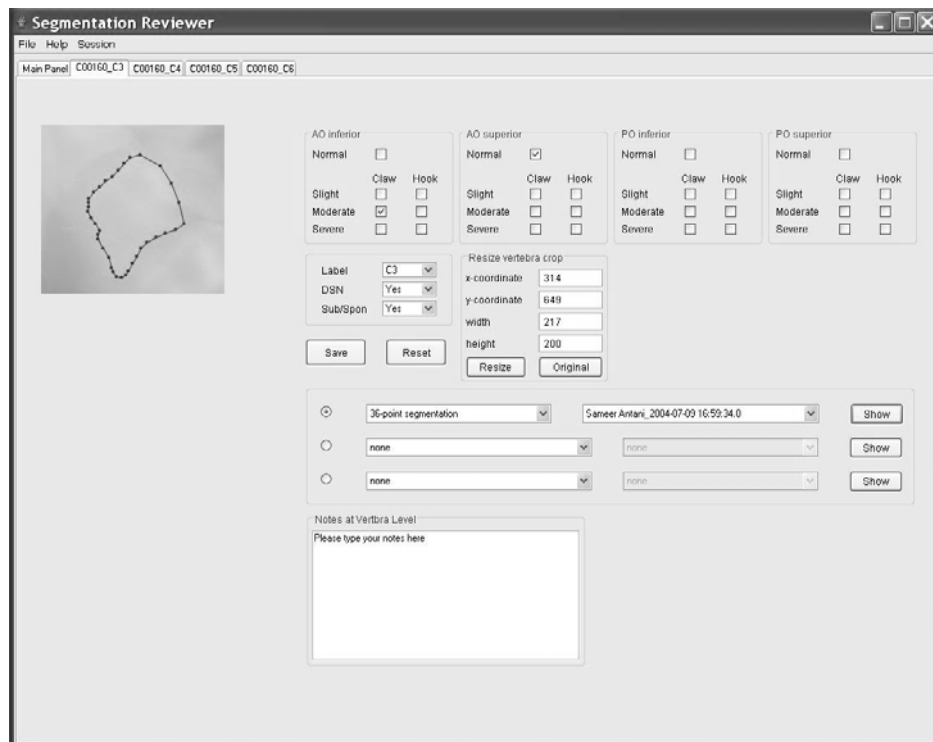 Segmentation Reviewer
File Help Session
Main Panel C00160_C3 C00160_C4 C00160_C5 C00160_C6
AO inferior
Normal
Claw Hook
Slight
Moderate
Severe
AO superior
Normal
Claw Hook
Slight
Moderate
Severe
PO inferior
Normal
Claw Hook
Slight
Moderate
Severe
PO superior
Normal
Claw Hook
Slight
Moderate
Severe
Label C3
DSN Yes
Sub/Spon Yes
Save Reset
Resize vertebra crop
x-coordinate 314
y-coordinate 649
width 217
height 200
Resize Original
36-point segmentation Sameer Antani_2004-07-09 16:59:34.0 Show
none none Show
none none Show
Notes at Vertbra Level
Please type your notes here